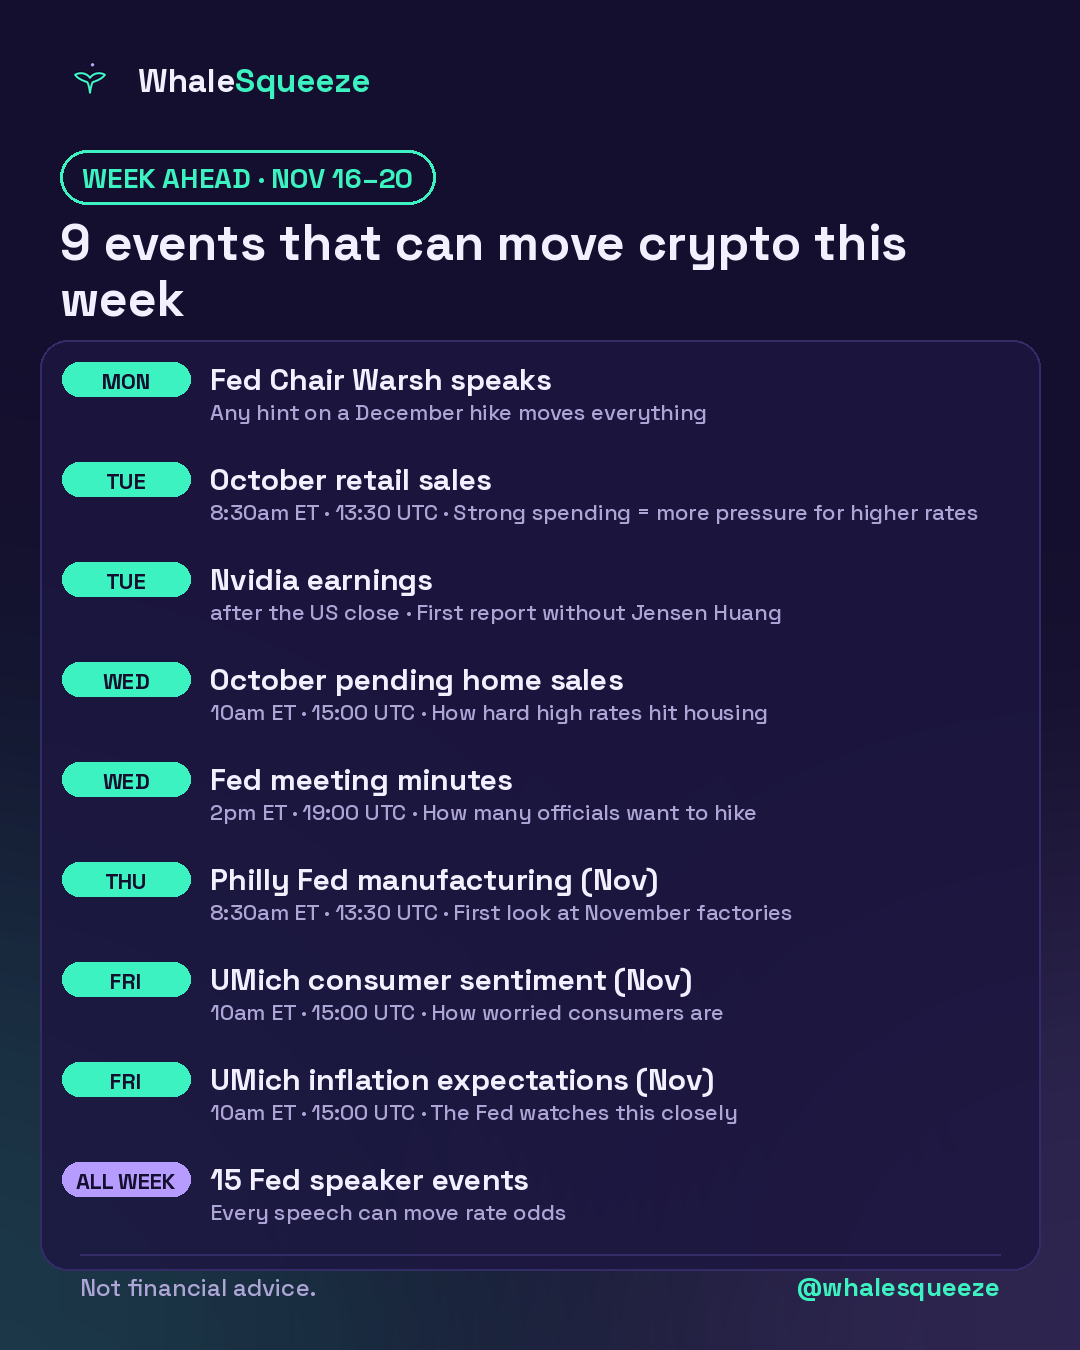 WhaleSqueeze
WEEK AHEAD · NOV 16–20
9 events that can move crypto this
week
MON
Fed Chair Warsh speaks
Any hint on a December hike moves everything
TUE
October retail sales
8:30am ET · 13:30 UTC · Strong spending = more pressure for higher rates
TUE
Nvidia earnings
after the US close · First report without Jensen Huang
WED
October pending home sales
10am ET · 15:00 UTC · How hard high rates hit housing
WED
Fed meeting minutes
2pm ET · 19:00 UTC · How many officials want to hike
THU
Philly Fed manufacturing (Nov)
8:30am ET · 13:30 UTC · First look at November factories
FRI
UMich consumer sentiment (Nov)
10am ET · 15:00 UTC · How worried consumers are
FRI
UMich inflation expectations (Nov)
10am ET · 15:00 UTC · The Fed watches this closely
ALL WEEK
15 Fed speaker events
Every speech can move rate odds
Not financial advice.
@whalesqueeze